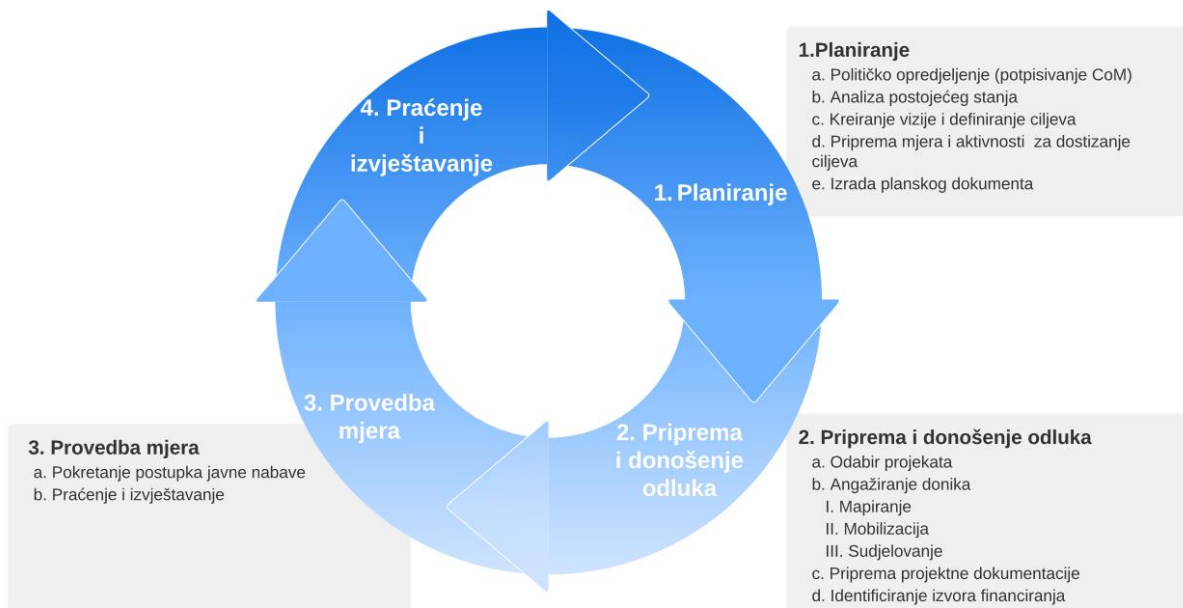 4. Praćenje
i
izvještavanje
1. Planiranje
2. Priprema
i donošenje
odluka
3. Provedba
mjera
1.Planiranje
a. Političko opredjeljenje (potpisivanje CoM)
b. Analiza postojećeg stanja
c. Kreiranje vizije i definiranje ciljeva
d. Priprema mjera i aktivnosti za dostizanje
ciljeva
e. Izrada planskog dokumenta
2. Priprema i donošenje odluka
a. Odabir projekata
b. Angažiranje donika
I. Mapiranje
II. Mobilizacija
III. Sudjelovanje
c. Priprema projektne dokumentacije
d. Identificiranje izvora financiranja
3. Provedba mjera
a. Pokretanje postupka javne nabave
b. Praćenje i izvještavanje